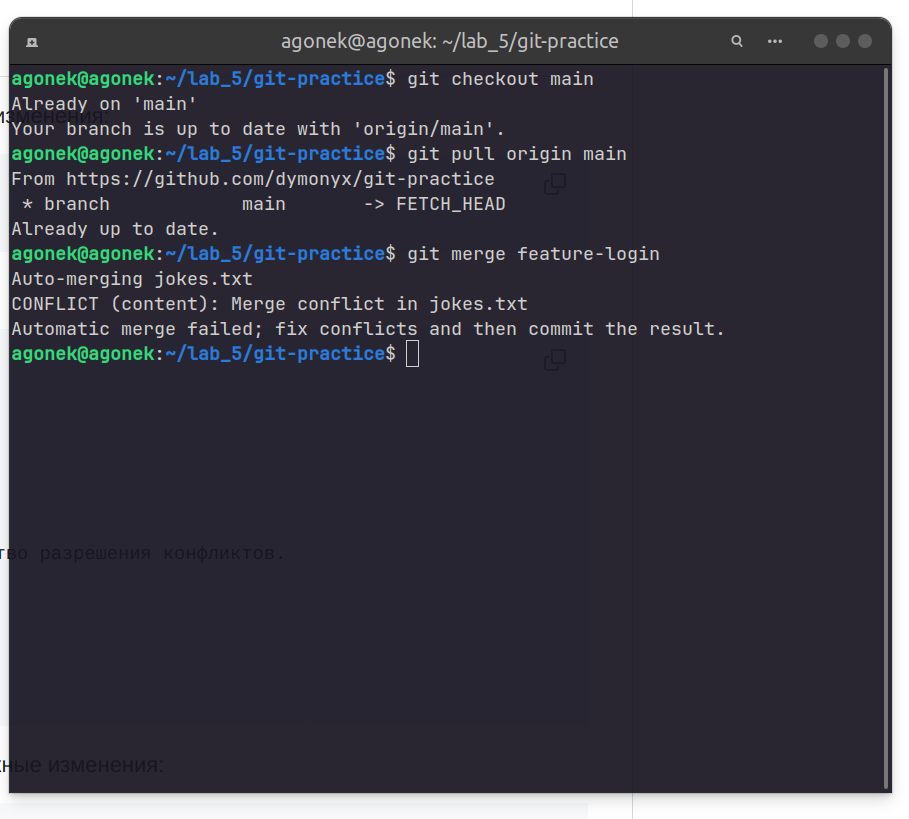 agonek@agonek: ~/lab_5/git-practice
agonek@agonek:~/lab_5/git-practice$ git checkout main
Already on 'main'
изменения:
Your branch is up to date with 'origin/main'.
agonek@agonek:~/lab_5/git-practice$ git pull origin main
From https://github.com/dymonyx/git-practice
 * branch            main       -> FETCH_HEAD
Already up to date.
agonek@agonek:~/lab_5/git-practice$ git merge feature-login
Auto-merging jokes.txt
CONFLICT (content): Merge conflict in jokes.txt
Automatic merge failed; fix conflicts and then commit the result.
agonek@agonek:~/lab_5/git-practice$
разрешения конфликтов.
изменения: